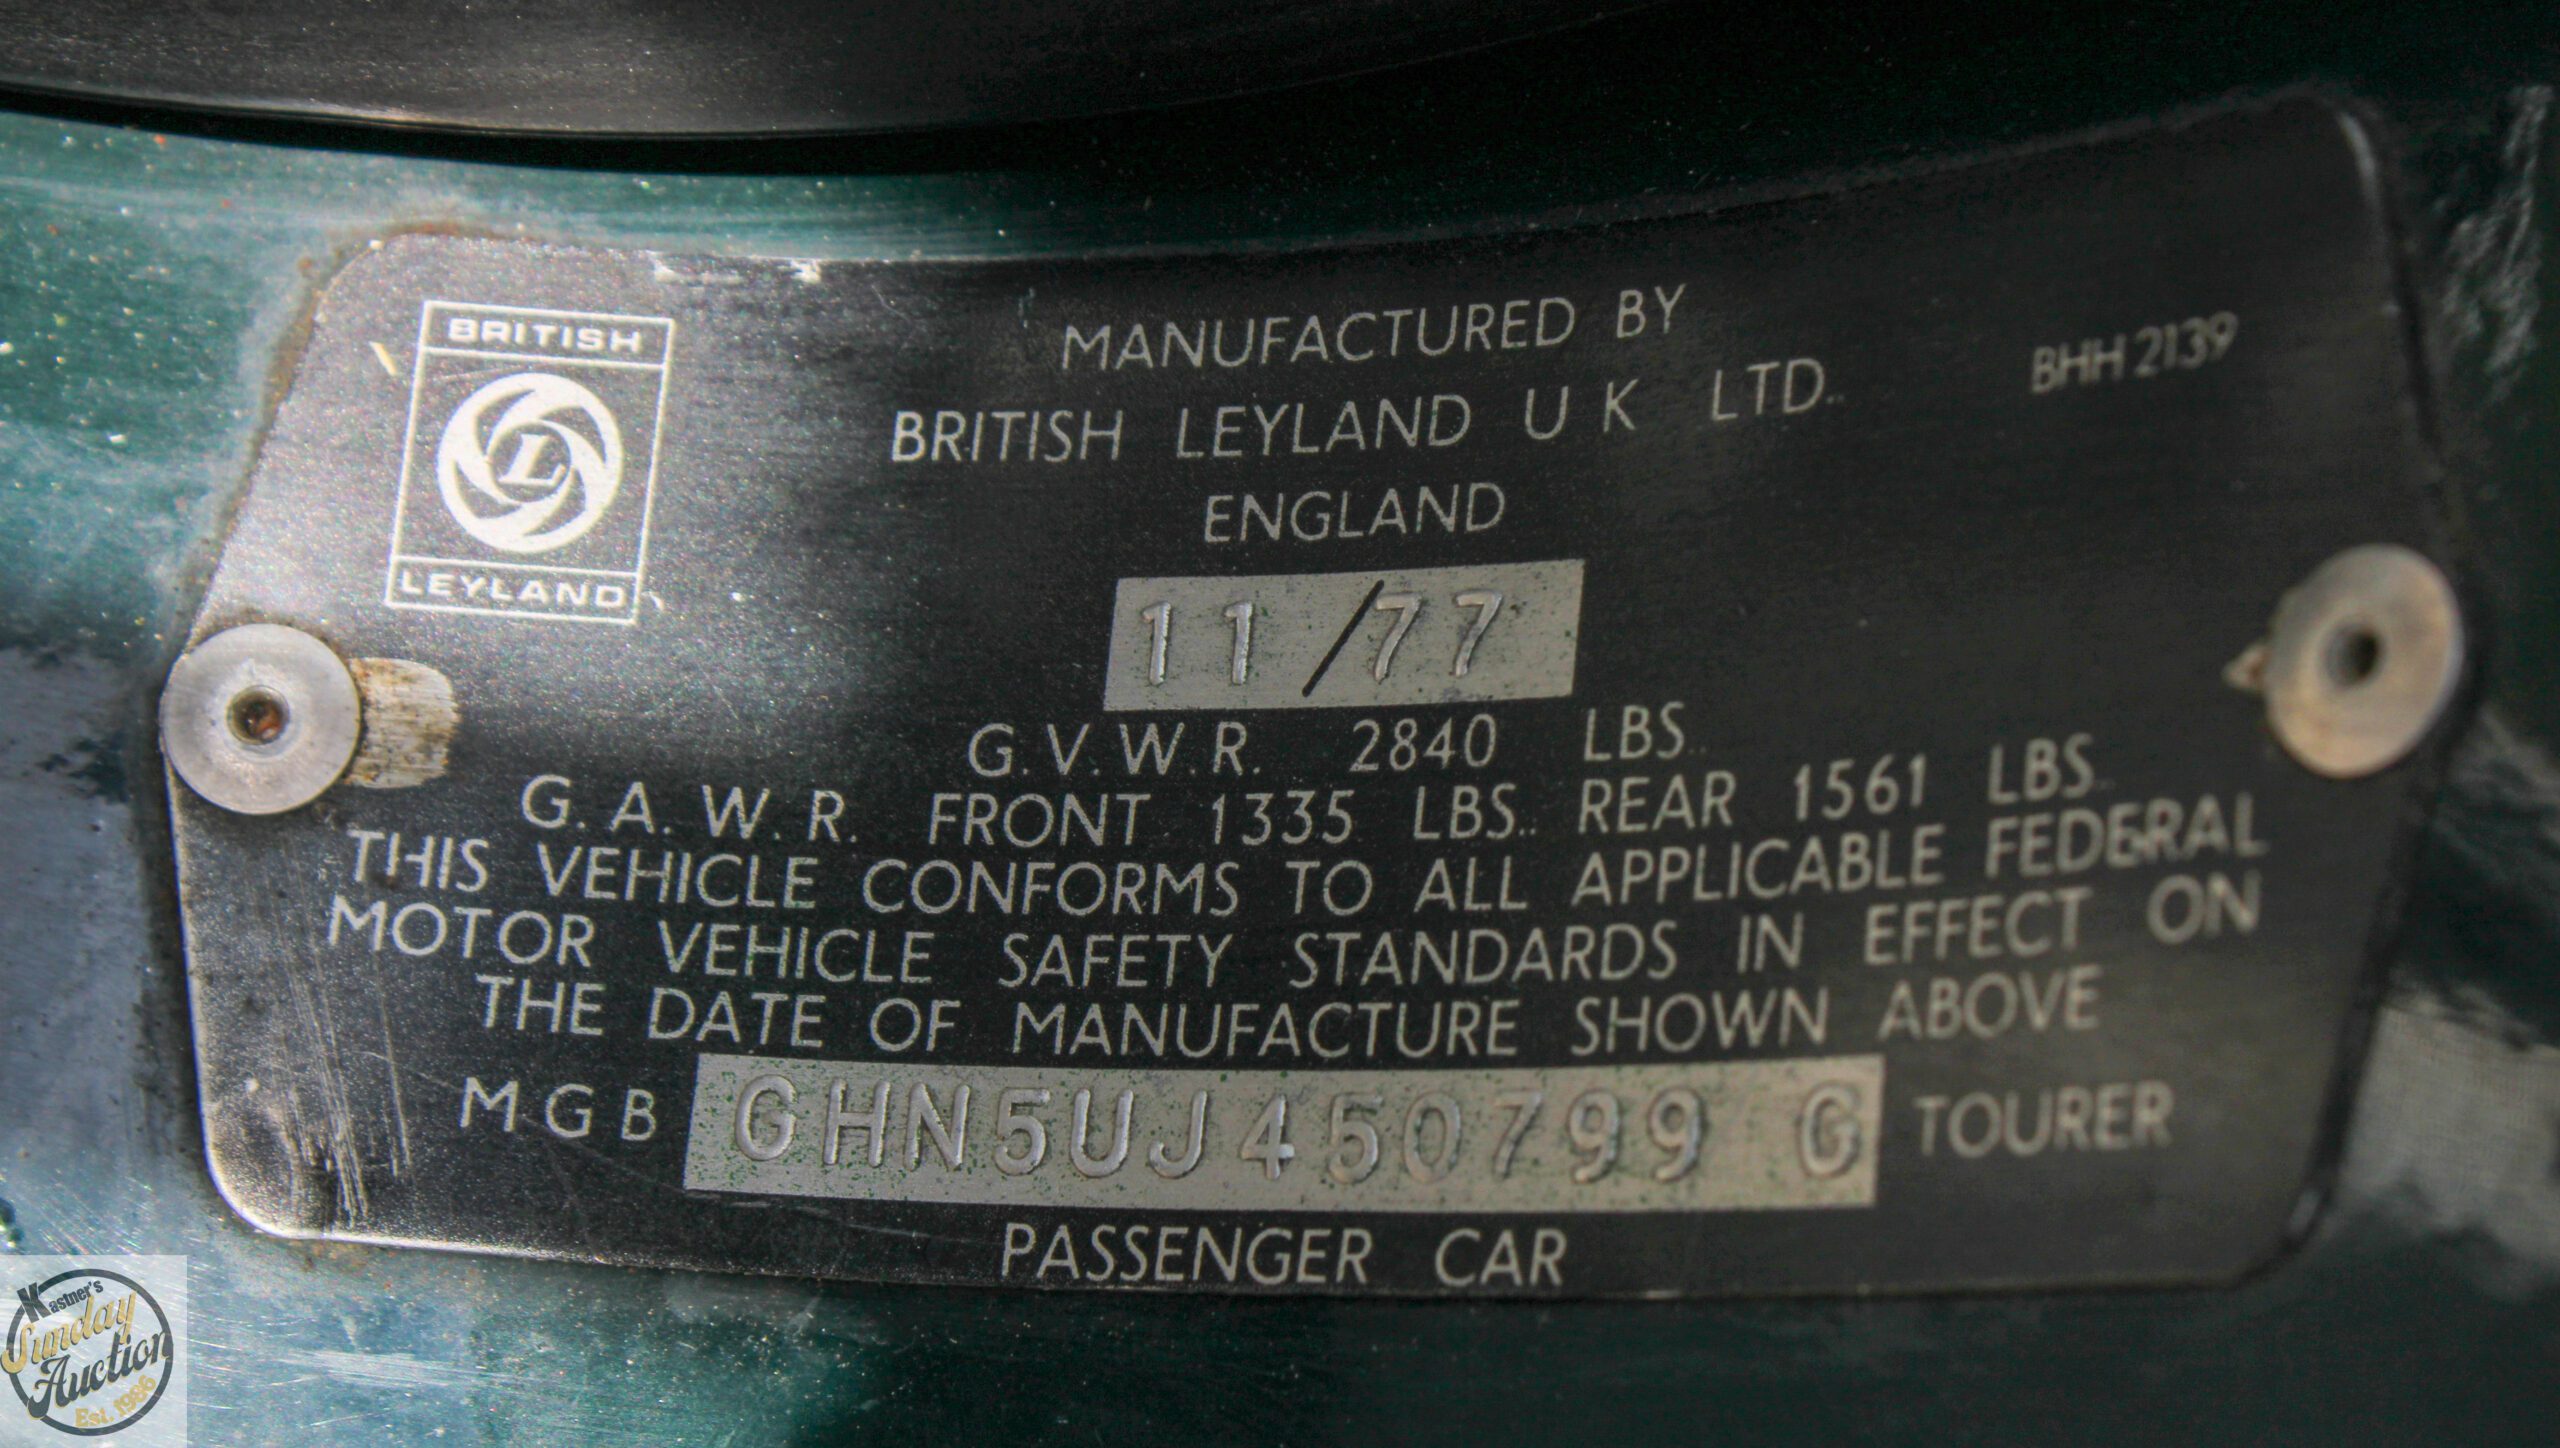 BRITISH
L
LEYLAND
MANUFACTURED BY
BRITISH LEYLAND U K LTD..
BHH 2139
ENGLAND
11/77
G.V.W.R. 2840 LBS..
G.A.W.R. FRONT 1335 LBS.. REAR 1561 LBS..
THIS VEHICLE CONFORMS TO ALL APPLICABLE FEDERAL
MOTOR VEHICLE SAFETY STANDARDS IN EFFECT ON
THE DATE OF MANUFACTURE SHOWN ABOVE
MGB GHN5UJ450799 G TOURER
PASSENGER CAR
Kastner's
Sunday
Auction
Est. 1986